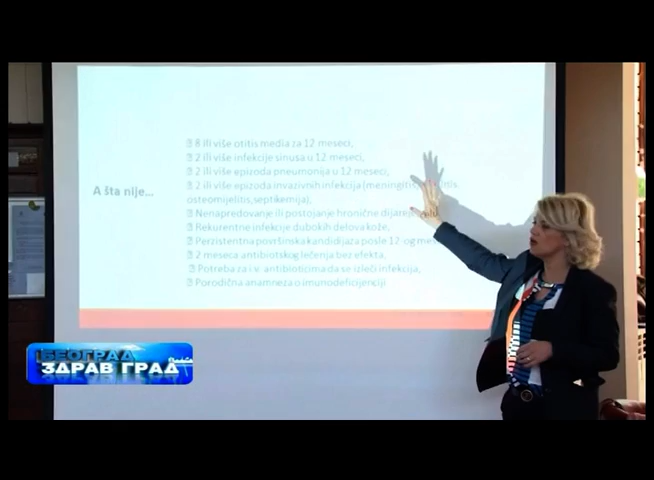 A šta nije...
8 ili više otitis media za 12 meseci,
2 ili više infekcije sinusa u 12 meseci,
2 ili više epizoda pneumonija u 12 meseci,
2 ili više epizoda invazivnih infekcija (meningitis,
osteomijelitis, septikemija),
Nenapredovanje ili postojanje hronične dijareje
Rekurentne infekcije dubokih delova kože,
Perzistentna površinska kandidijaza posle 12-og
2 meseca antibiotskog lečenja bez efekta,
Potreba za i.v. antibioticima da se izleči infekcija,
Porodična anamneza o imunodeficijenciji
БЕОГРАД
ЗДРАВ ГРАД